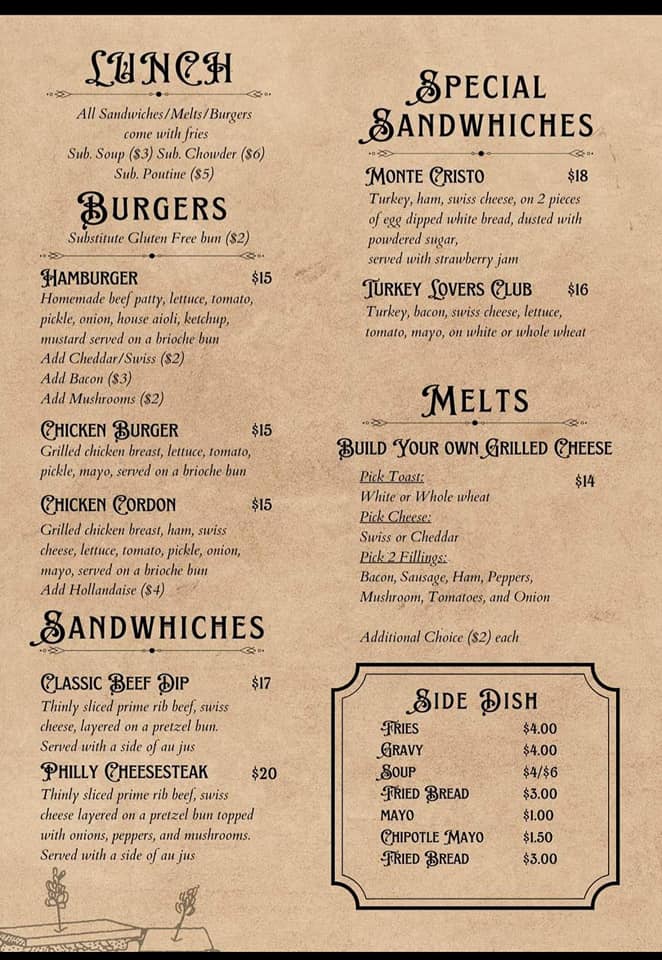 LUNCH
All Sandwiches/Melts/Burgers
come with fries
Sub. Soup ($3) Sub. Chowder ($6)
Sub. Poutine ($5)
BURGERS
Substitute Gluten Free bun ($2)
HAMBURGER $15
Homemade beef patty, lettuce, tomato,
pickle, onion, house aioli, ketchup,
mustard served on a brioche bun
Add Cheddar/Swiss ($2)
Add Bacon ($3)
Add Mushrooms ($2)
CHICKEN BURGER $15
Grilled chicken breast, lettuce, tomato,
pickle, mayo, served on a brioche bun
CHICKEN CORDON $15
Grilled chicken breast, ham, swiss
cheese, lettuce, tomato, pickle, onion,
mayo, served on a brioche bun
Add Hollandaise ($4)
SANDWHICHES
CLASSIC BEEF DIP $17
Thinly sliced prime rib beef, swiss
cheese, layered on a pretzel bun.
Served with a side of au jus
PHILLY CHEESESTEAK $20
Thinly sliced prime rib beef, swiss
cheese layered on a pretzel bun topped
with onions, peppers, and mushrooms.
Served with a side of au jus
SPECIAL
SANDWHICHES
MONTE CRISTO $18
Turkey, ham, swiss cheese, on 2 pieces
of egg dipped white bread, dusted with
powdered sugar,
served with strawberry jam
TURKEY LOVERS CLUB $16
Turkey, bacon, swiss cheese, lettuce,
tomato, mayo, on white or whole wheat
MELTS
BUILD YOUR OWN GRILLED CHEESE
Pick Toast: $14
White or Whole wheat
Pick Cheese:
Swiss or Cheddar
Pick 2 Fillings:
Bacon, Sausage, Ham, Peppers,
Mushroom, Tomatoes, and Onion
Additional Choice ($2) each
SIDE DISH
FRIES $4.00
GRAVY $4.00
SOUP $4/$6
FRIED BREAD $3.00
MAYO $1.00
CHIPOTLE MAYO $1.50
FRIED BREAD $3.00